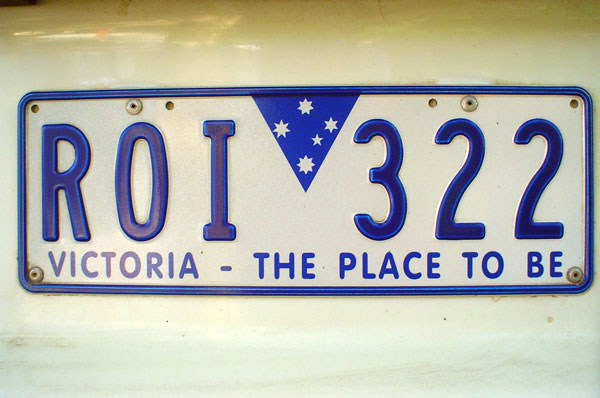 ROI 322
VICTORIA - THE PLACE TO BE